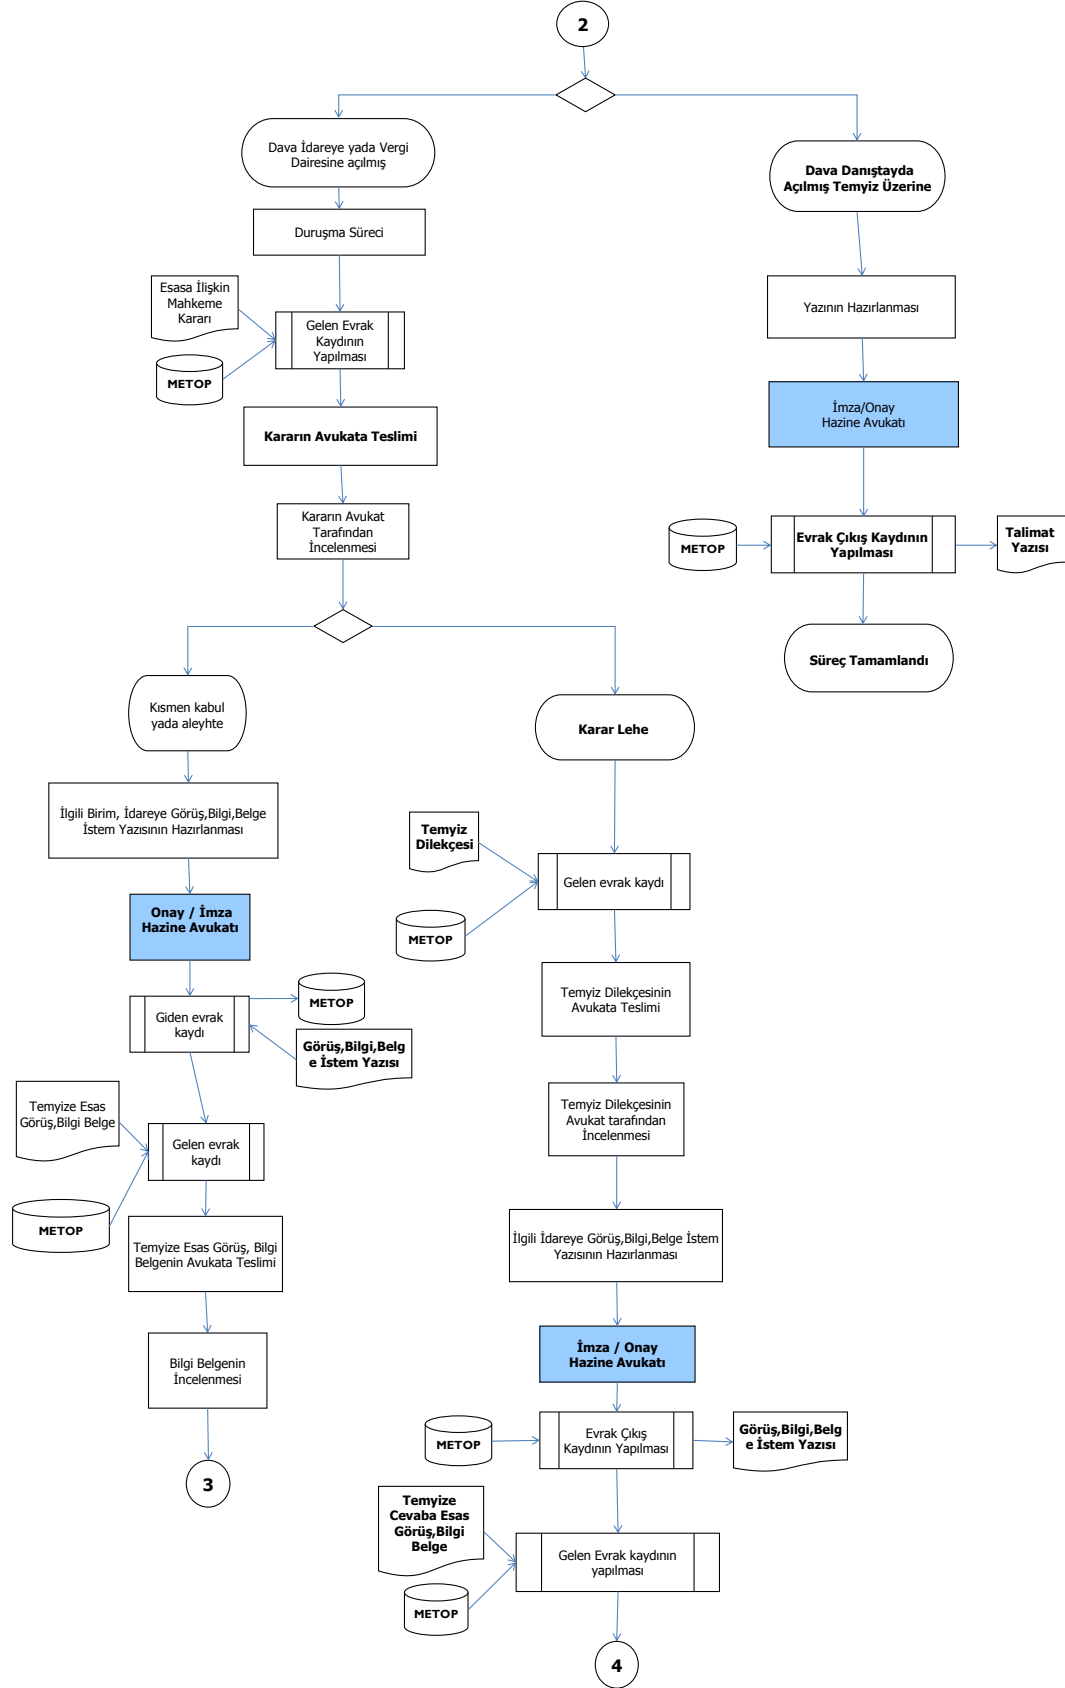 2
Dava İdareye yada Vergi
Dairesine açılmış
Dava Danıştayda
Açılmış Temyiz Üzerine
Duruşma Süreci
Esasa İlişkin
Mahkeme
Kararı
METOP
Gelen Evrak
Kaydının
Yapılması
Yazının Hazırlanması
Kararın Avukata Teslimi
İmza/Onay
Hazine Avukatı
Kararın Avukat
Tarafından
İncelenmesi
METOP
Evrak Çıkış Kaydının
Yapılması
Talimat
Yazısı
Süreç Tamamlandı
Kısmen kabul
yada aleyhte
Karar Lehe
İlgili Birim, İdareye Görüş,Bilgi,Belge
İstem Yazısının Hazırlanması
Temyiz
Dilekçesi
Gelen evrak kaydı
METOP
Onay / İmza
Hazine Avukatı
Giden evrak
kaydı
METOP
Görüş,Bilgi,Belg
e İstem Yazısı
Temyiz Dilekçesinin
Avukata Teslimi
Temyize Esas
Görüş,Bilgi Belge
Gelen evrak
kaydı
METOP
Temyiz Dilekçesinin
Avukat tarafından
İncelenmesi
Temyize Esas Görüş, Bilgi
Belgenin Avukata Teslimi
İlgili İdareye Görüş,Bilgi,Belge İstem
Yazısının Hazırlanması
Bilgi Belgenin
İncelenmesi
İmza / Onay
Hazine Avukatı
3
METOP
Evrak Çıkış
Kaydının Yapılması
Görüş,Bilgi,Belg
e İstem Yazısı
Temyize
Cevaba Esas
Görüş,Bilgi
Belge
METOP
Gelen Evrak kaydının
yapılması
4